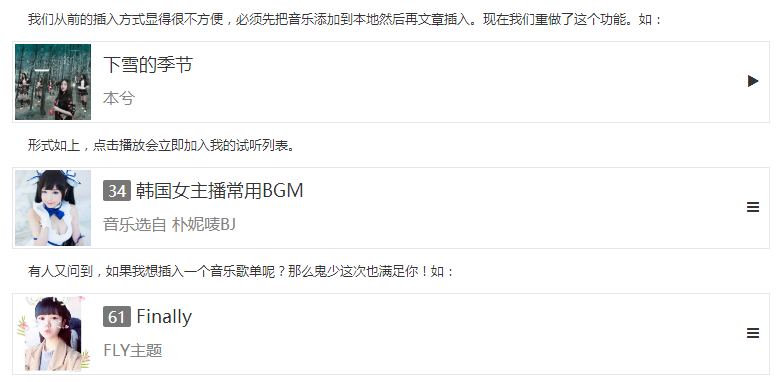 我们从前的插入方式显得很不方便，必须先把音乐添加到本地然后再文章插入。现在我们重做了这个功能。如：
下雪的季节
本兮
形式如上，点击播放会立即加入我的试听列表。
34 韩国女主播常用BGM
音乐选自 朴妮唛BJ
有人又问到，如果我想插入一个音乐歌单呢？那么鬼少这次也满足你！如：
61 Finally
FLY主题